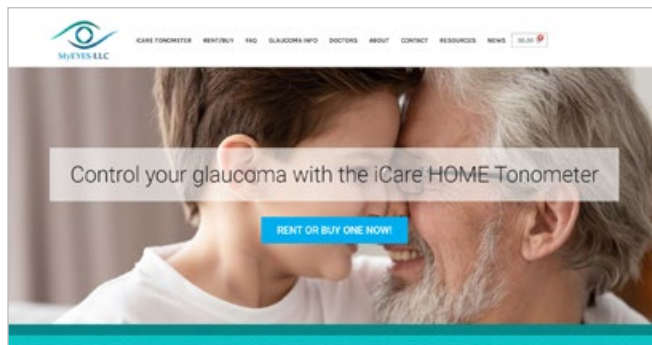 MyEYES LLC
ICARE TONOMETER RENT/BUY FAQ GLAUCOMA INFO DOCTORS ABOUT CONTACT RESOURCES NEWS $0.00 0
Control your glaucoma with the iCare HOME Tonometer
RENT OR BUY ONE NOW!